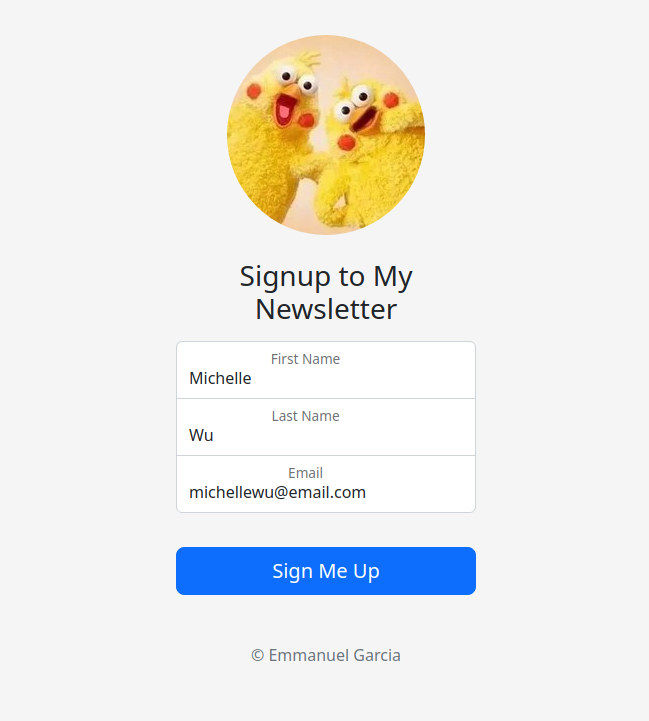 Signup to My
Newsletter
First Name
Michelle
Last Name
Wu
Email
michellewu@email.com
Sign Me Up
© Emmanuel Garcia